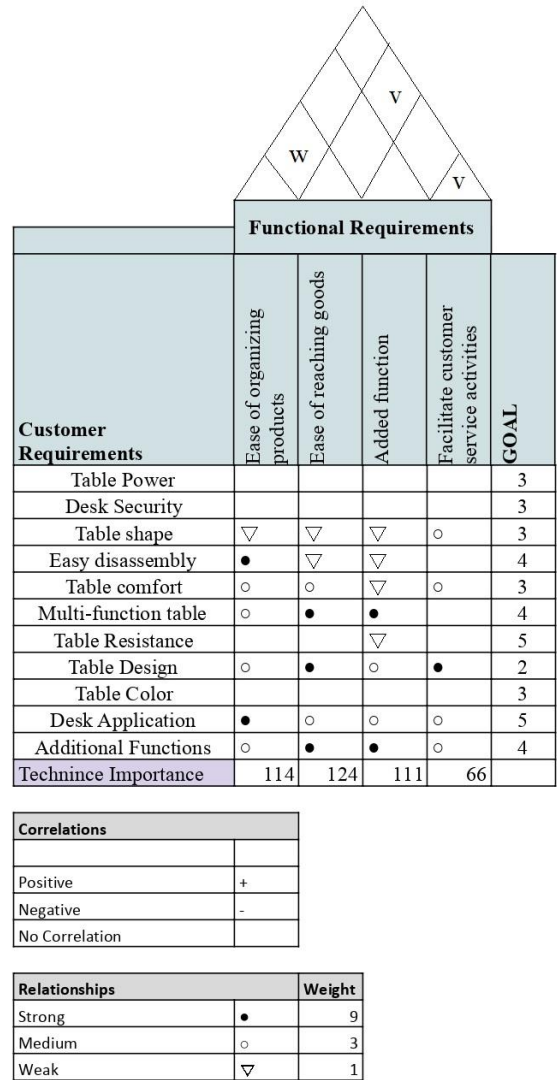 V
W
V
Functional Requirements
Customer
Requirements
Ease of organizing
products
Ease of reaching goods
Added function
Facilitate customer
service activities
GOAL
Table Power 3
Desk Security 3
Table shape ▽ ▽ ▽ ○ 3
Easy disassembly ● ▽ ▽ 4
Table comfort ○ ○ ▽ ○ 3
Multi-function table ○ ● ● 4
Table Resistance ▽ 5
Table Design ○ ● ○ ● 2
Table Color 3
Desk Application ● ○ ○ ○ 5
Additional Functions ○ ● ● ○ 4
Technince Importance 114 124 111 66
Correlations
Positive +
Negative -
No Correlation
Relationships Weight
Strong ● 9
Medium ○ 3
Weak ▽ 1